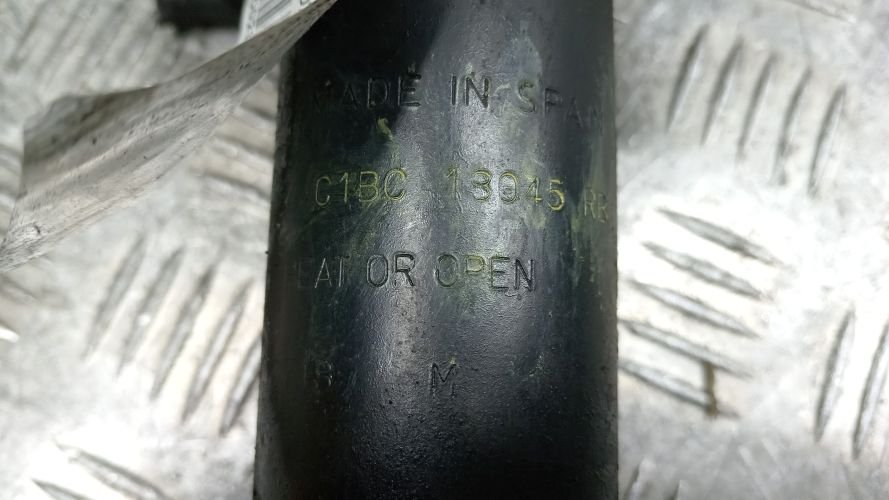 MADE IN SPAIN
C1BC 18045 RB
EAT OR OPEN
M